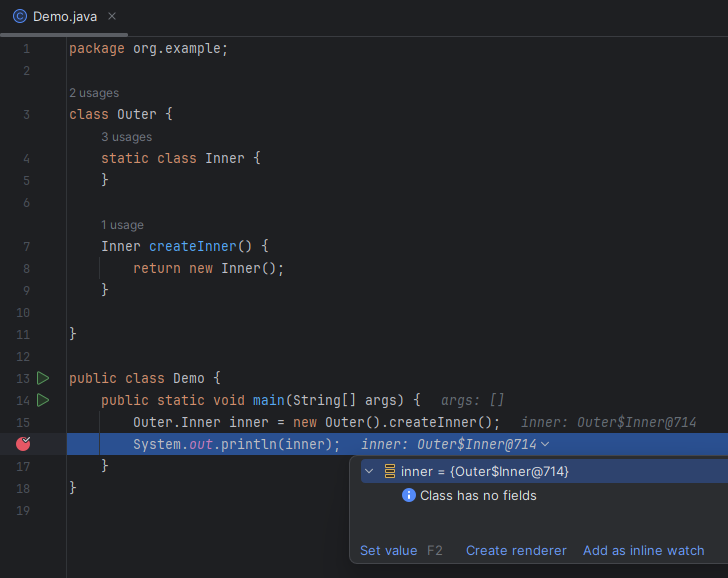 Demo.java
1 package org.example;
2
2 usages
3 class Outer {
3 usages
4 static class Inner {
5 }
6
1 usage
7 Inner createInner() {
8 return new Inner();
9 }
10
11 }
12
13 public class Demo {
14 public static void main(String[] args) { args: []
15 Outer.Inner inner = new Outer().createInner(); inner: Outer$Inner@714
System.out.println(inner); inner: Outer$Inner@714
17 }
inner = {Outer$Inner@714}
18 }
Class has no fields
19
Set value F2 Create renderer Add as inline watch